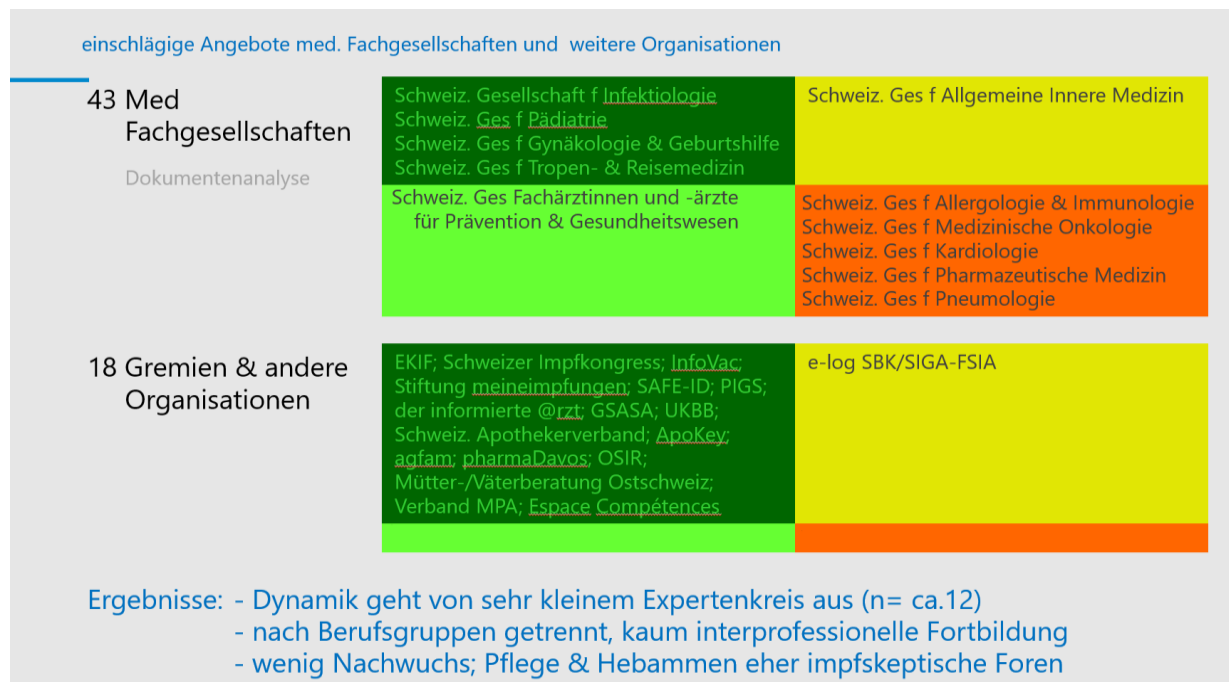 einschlägige Angebote med. Fachgesellschaften und weitere Organisationen
43 Med
Fachgesellschaften
Dokumentenanalyse
Schweiz. Gesellschaft f Infektiologie
Schweiz. Ges f Pädiatrie
Schweiz. Ges f Gynäkologie & Geburtshilfe
Schweiz. Ges f Tropen- & Reisemedizin
Schweiz. Ges f Allgemeine Innere Medizin
Schweiz. Ges Fachärztinnen und -ärzte
für Prävention & Gesundheitswesen
Schweiz. Ges f Allergologie & Immunologie
Schweiz. Ges f Medizinische Onkologie
Schweiz. Ges f Kardiologie
Schweiz. Ges f Pharmazeutische Medizin
Schweiz. Ges f Pneumologie
18 Gremien & andere
Organisationen
EKIF; Schweizer Impfkongress; InfoVac;
Stiftung meineimpfungen; SAFE-ID; PIGS;
der informierte @rzt; GSASA; UKBB;
Schweiz. Apothekerverband; ApoKey;
agfam; pharmaDavos; OSIR;
Mütter-/Väterberatung Ostschweiz;
Verband MPA; Espace Compétences
e-log SBK/SIGA-FSIA
Ergebnisse: - Dynamik geht von sehr kleinem Expertenkreis aus (n= ca.12)
- nach Berufsgruppen getrennt, kaum interprofessionelle Fortbildung
- wenig Nachwuchs; Pflege & Hebammen eher impfskeptische Foren